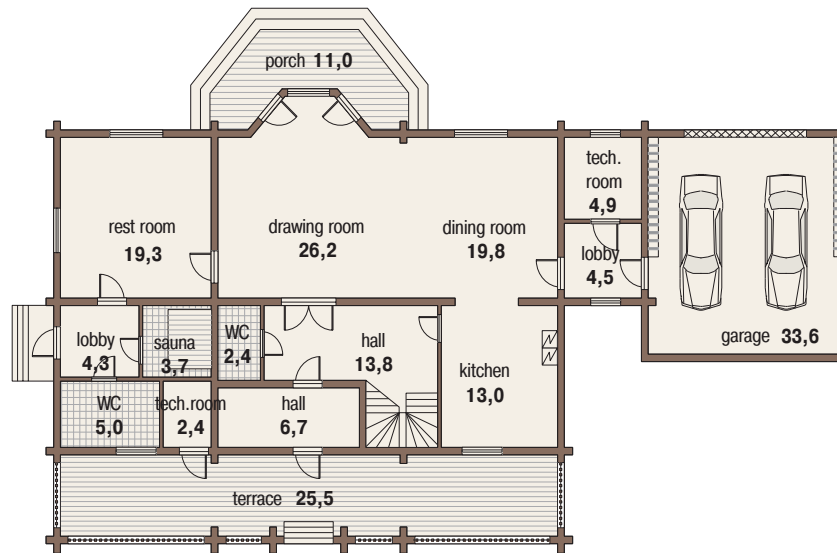 porch 11,0
tech.
room
4,9
rest room
19,3
drawing room
26,2
dining room
19,8
lobby
4,5
garage 33,6
lobby
4,3
sauna
3,7
WC
2,4
hall
13,8
kitchen
13,0
WC
5,0
tech.room
2,4
hall
6,7
terrace 25,5